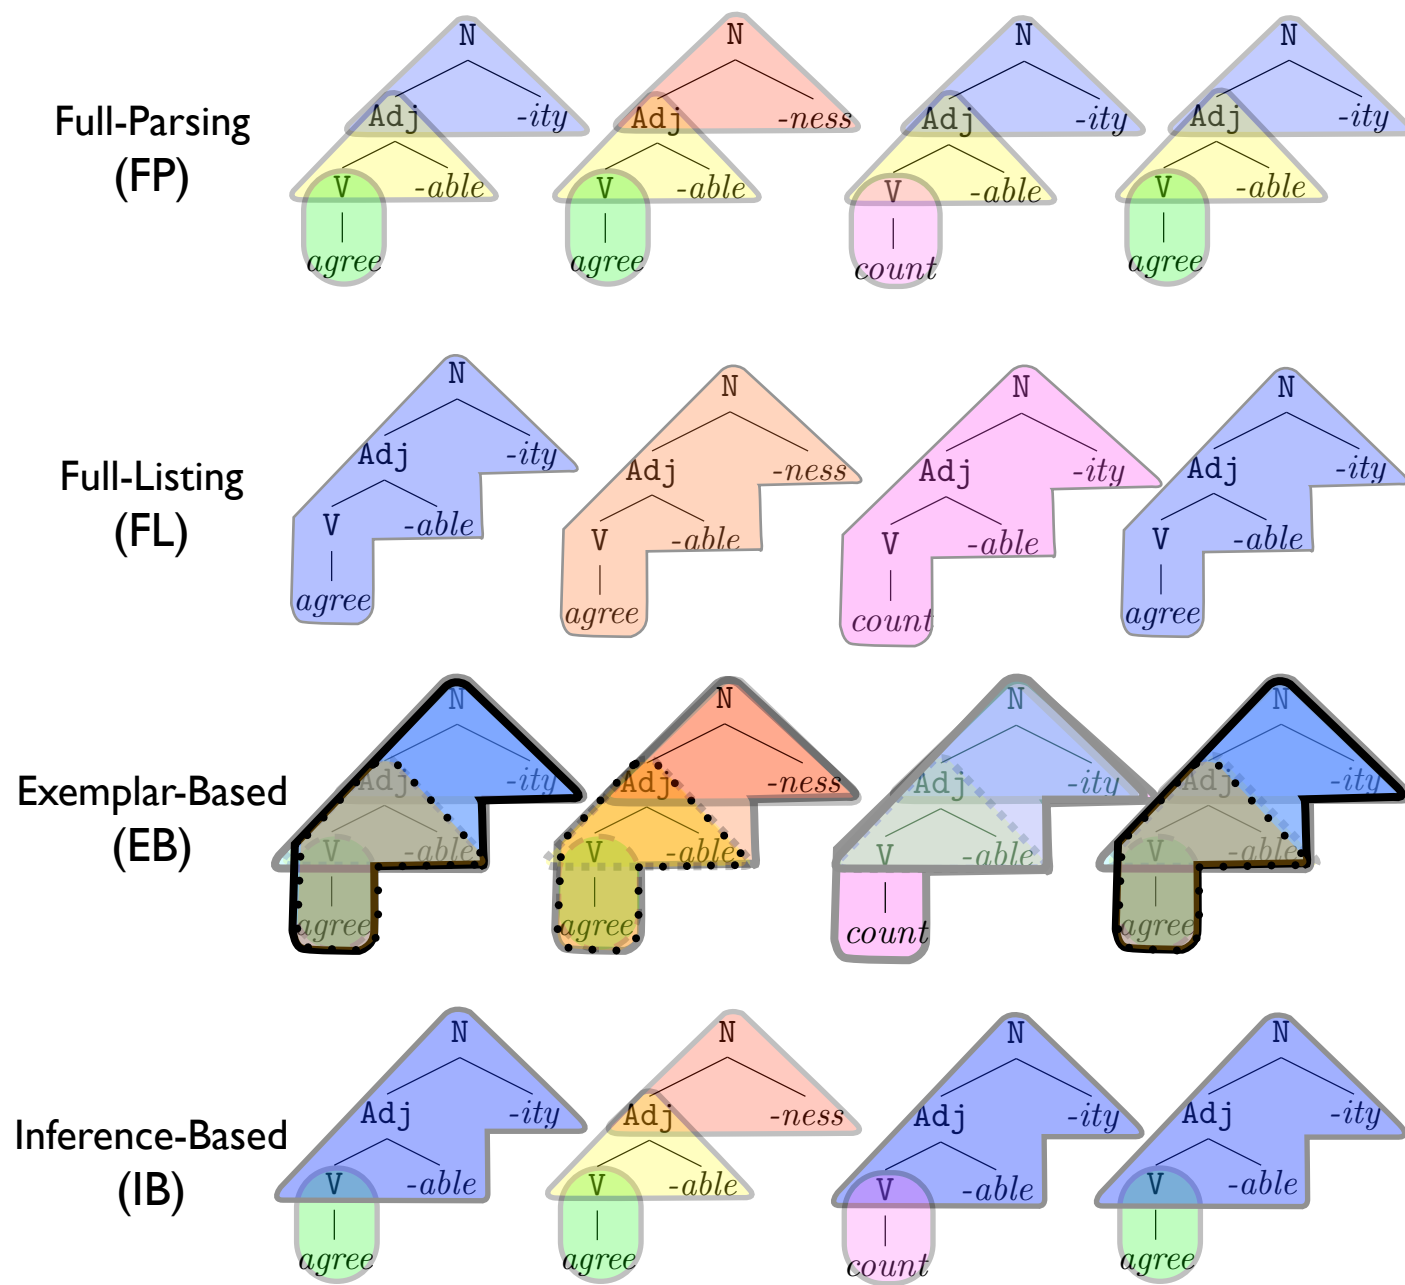 N N N N
Full-Parsing Adj -ity Adj -ness Adj -ity Adj -ity
(FP) V -able V -able V -able V -able
agree agree count agree
N N N N
Full-Listing Adj -ity Adj -ness Adj -ity Adj -ity
(FL) V -able V -able V -able V -able
agree agree count agree
N N N N
Exemplar-Based Adj -ity Adj -ness Adj -ity Adj -ity
(EB) V -able V -able V -able V -able
agree agree count agree
N N N N
Inference-Based Adj -ity Adj -ness Adj -ity Adj -ity
(IB) V -able V -able V -able V -able
agree agree count agree